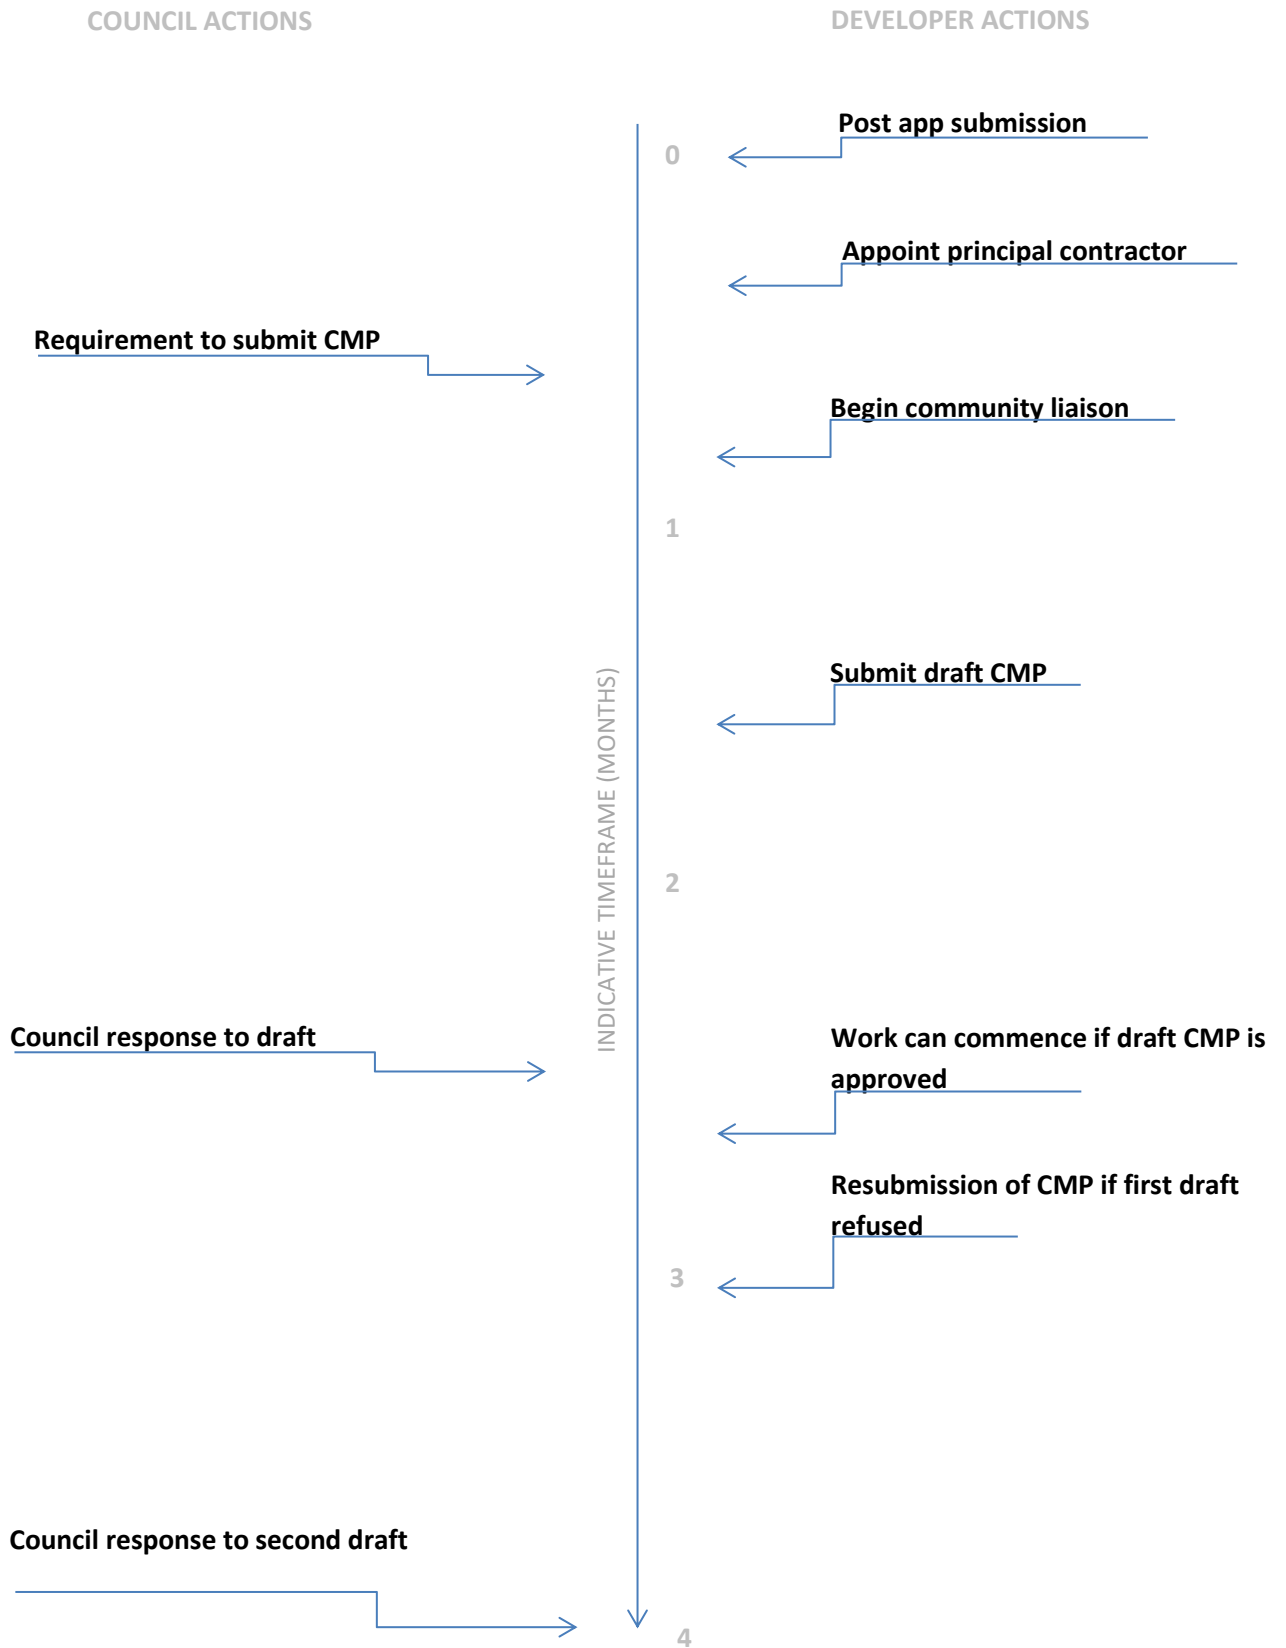 COUNCIL ACTIONS
DEVELOPER ACTIONS
Post app submission
0
Appoint principal contractor
Requirement to submit CMP
Begin community liaison
1
Submit draft CMP
INDICATIVE TIMEFRAME (MONTHS)
2
Council response to draft
Work can commence if draft CMP is
approved
Resubmission of CMP if first draft
refused
3
Council response to second draft
4